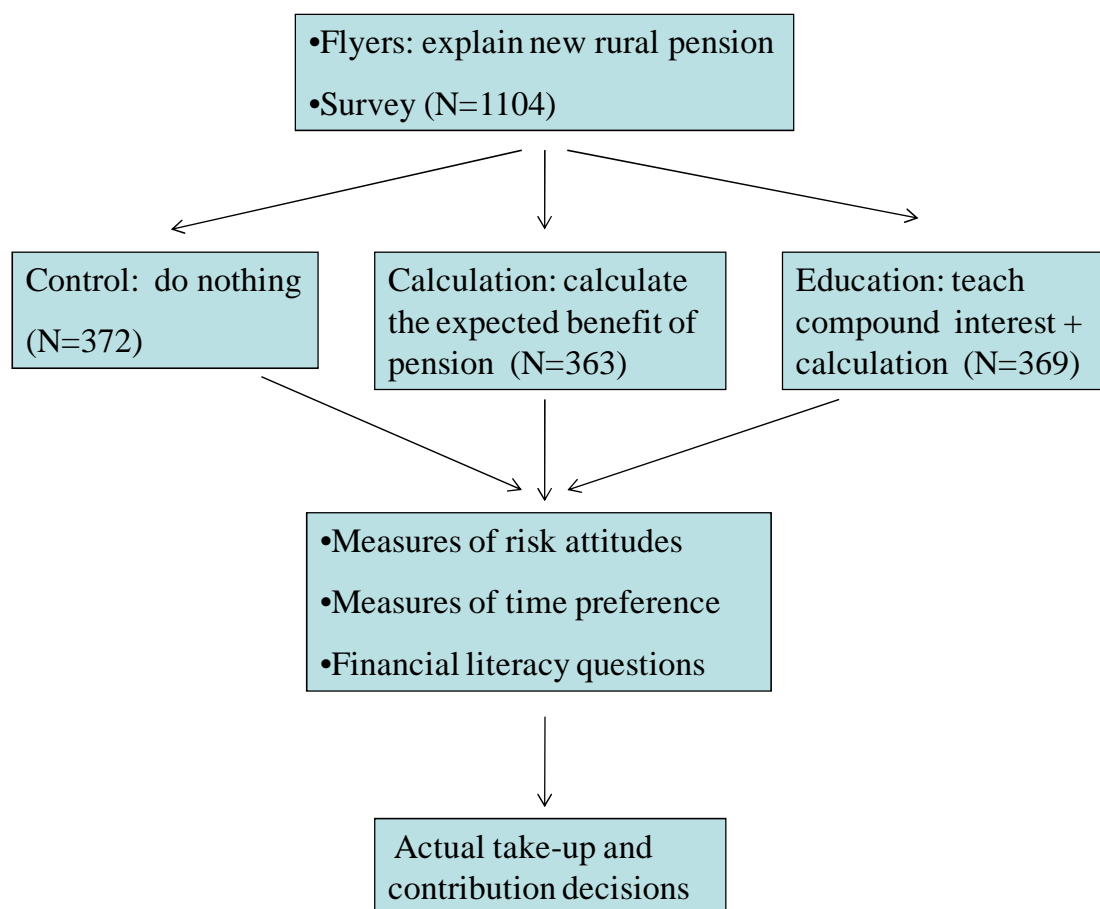 •Flyers: explain new rural pension
•Survey (N=1104)
Control: do nothing
(N=372)
Calculation: calculate
the expected benefit of
pension (N=363)
Education: teach
compound interest +
calculation (N=369)
•Measures of risk attitudes
•Measures of time preference
•Financial literacy questions
Actual take-up and
contribution decisions